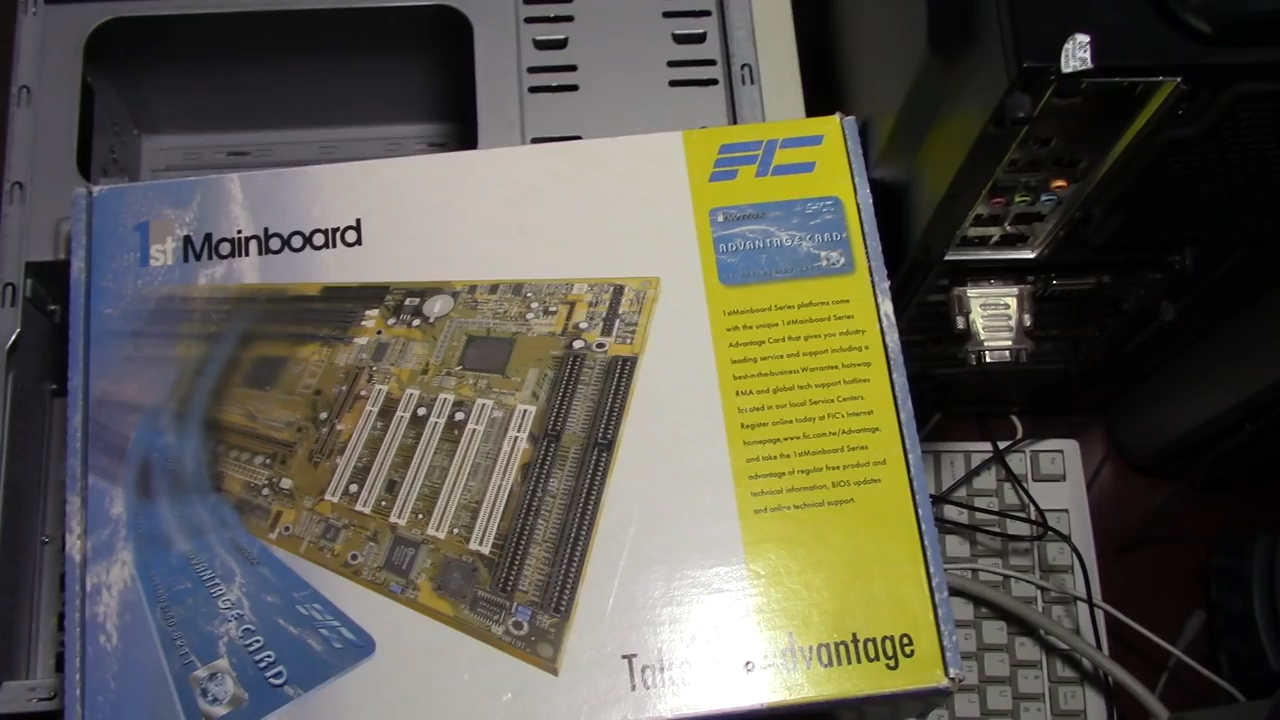 FIC
1st Mainboard
ADVANTAGE CARD
1stMainboard Series platforms come
with the unique 1stMainboard Series
Advantage Card that gives you industry-
leading service and support including a
best-in-the-business Warrantee, hotswap
RMA and global tech support hotlines
located in our local Service Centers.
Register online today at FIC's Internet
homepage,www.fic.com.tw/Advantage,
and take the 1stMainboard Series
advantage of regular free product and
technical information, BIOS updates
and online technical support.
FIC
ADVANTAGE CARD
Advantage